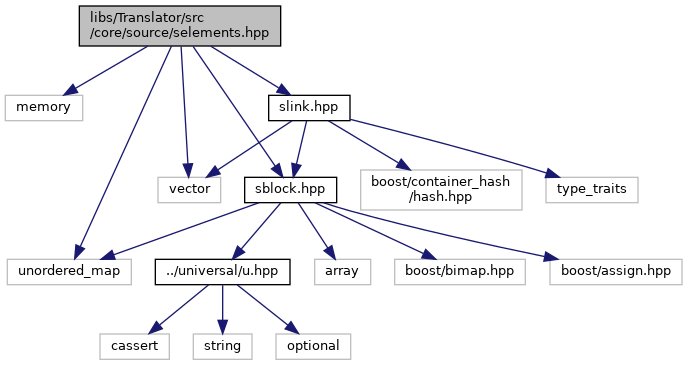 libs/Translator/src
/core/source/selements.hpp
memory
slink.hpp
vector
sblock.hpp
boost/container_hash
/hash.hpp
type_traits
unordered_map
../universal/u.hpp
array
boost/bimap.hpp
boost/assign.hpp
cassert
string
optional